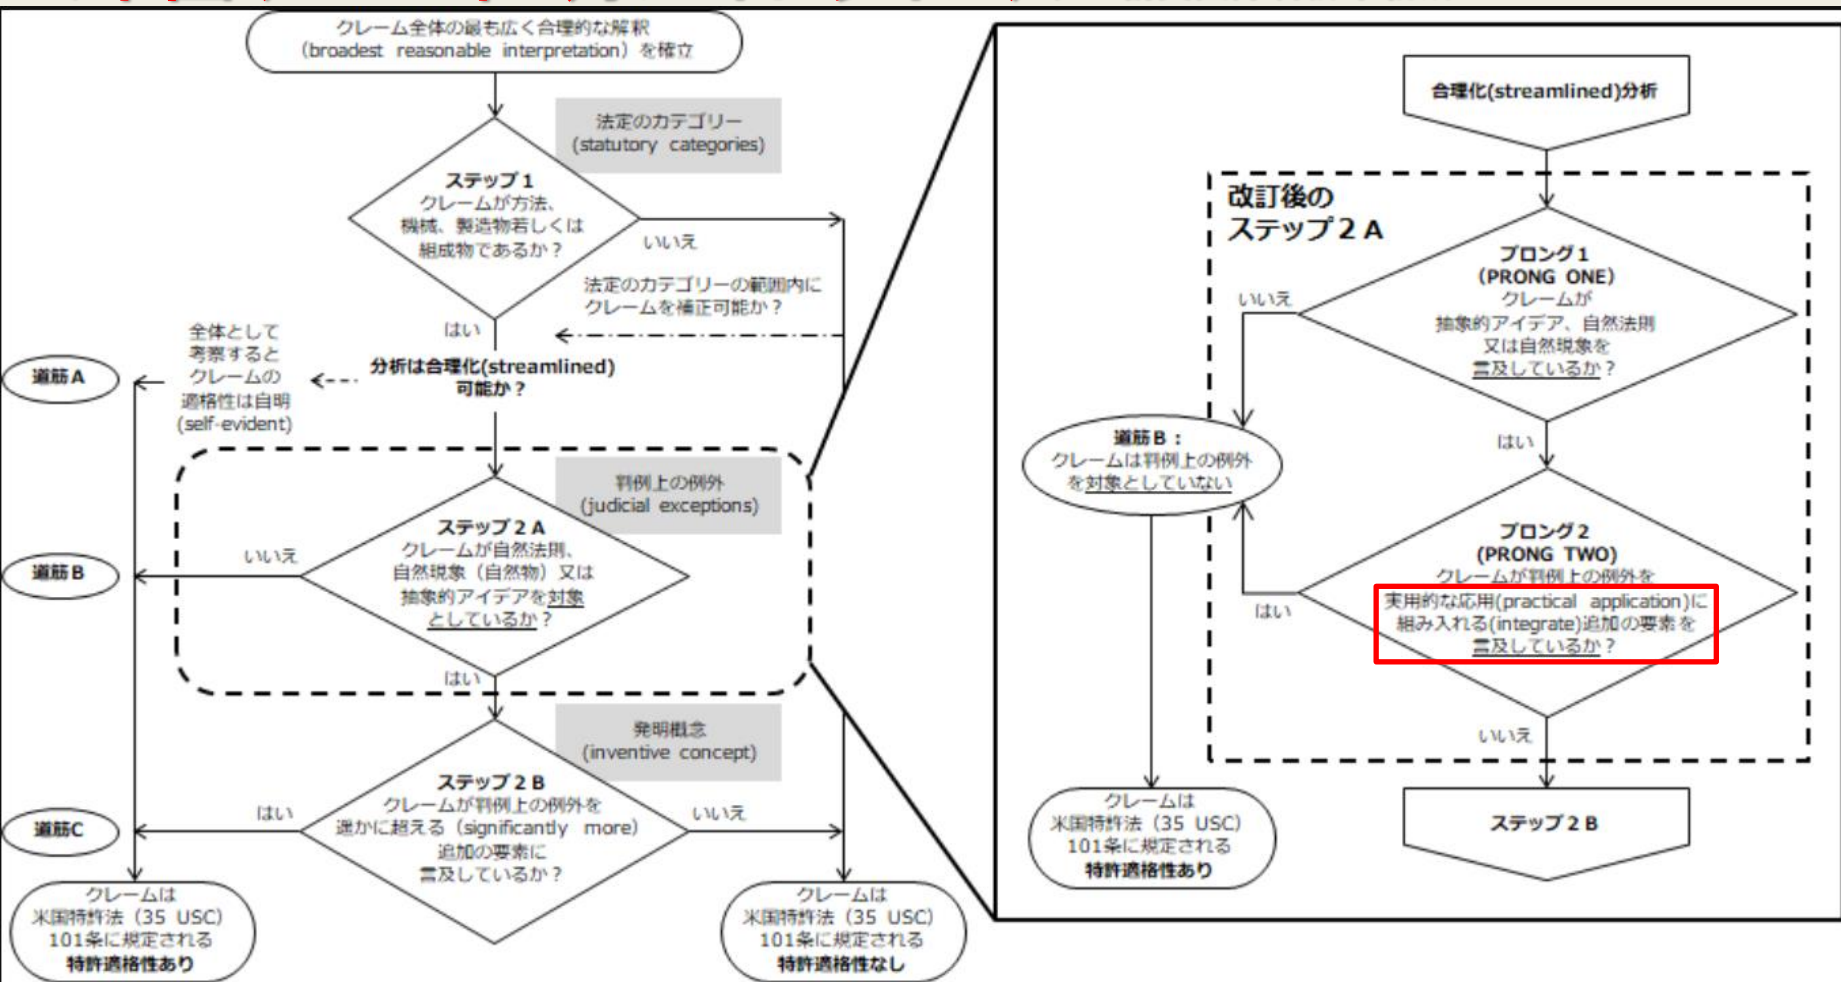 クレーム全体の最も広く合理的な解釈
（broadest reasonable interpretation）を確立
法定のカテゴリー
(statutory categories)
ステップ１
クレームが方法、
機械、製造物若しくは
組成物であるか？
いいえ
法定のカテゴリーの範囲内に
クレームを補正可能か？
はい
全体として
考察すると
クレームの
適格性は自明
(self-evident)
道筋A
分析は合理化(streamlined)
可能か？
判例上の例外
(judicial exceptions)
ステップ２A
クレームが自然法則、
自然現象（自然物）又は
抽象的アイデアを対象
としているか？
いいえ
道筋B
はい
発明概念
(inventive concept)
ステップ２B
クレームが判例上の例外を
遥かに超える（significantly more）
追加の要素に
言及しているか？
はい
いいえ
道筋C
クレームは
米国特許法（35 USC）
101条に規定される
特許適格性あり
クレームは
米国特許法（35 USC）
101条に規定される
特許適格性なし
合理化(streamlined)分析
改訂後の
ステップ２A
プロング１
（PRONG ONE）
クレームが
抽象的アイデア、自然法則
又は自然現象を
言及しているか？
いいえ
はい
道筋B：
クレームは判例上の例外
を対象としていない
プロング２
(PRONG TWO)
クレームが判例上の例外を
実用的な応用(practical application)に
組み入れる(integrate)追加の要素を
言及しているか？
はい
いいえ
クレームは
米国特許法（35 USC）
101条に規定される
特許適格性あり
ステップ２B